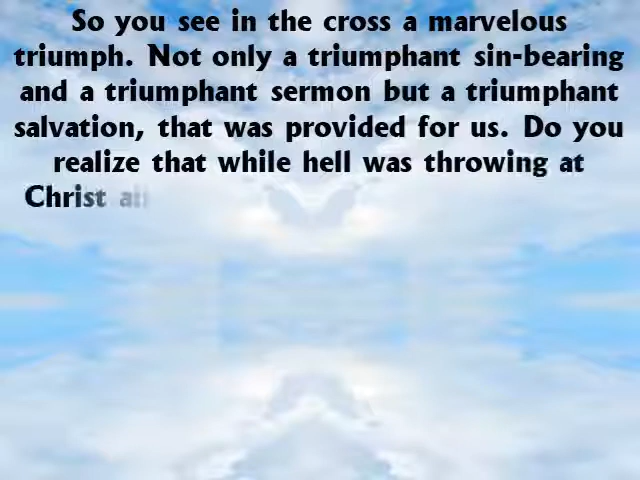 So you see in the cross a marvelous
triumph. Not only a triumphant sin-bearing
and a triumphant sermon but a triumphant
salvation, that was provided for us. Do you
realize that while hell was throwing at
Christ